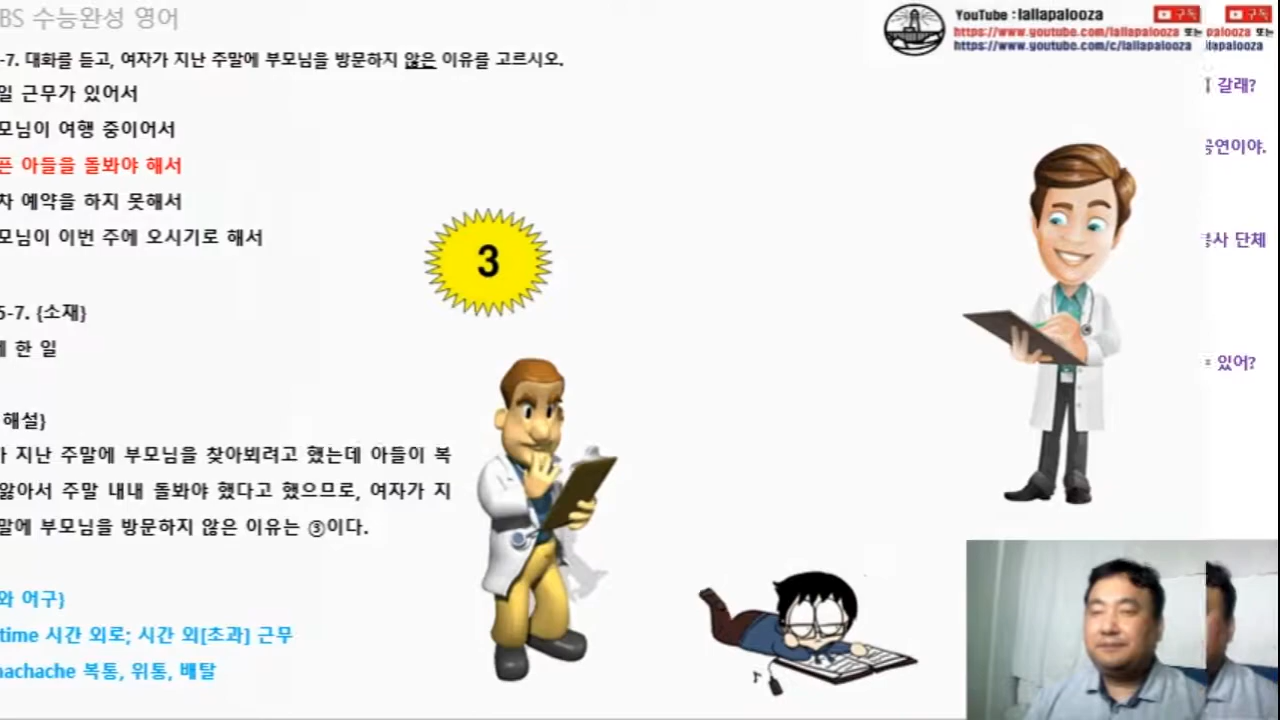 BS 수능완성 영어
YouTube : lallapalooza
구독
구독
https://www.youtube.com/lallapalooza 또는
palooza 또는
https://www.youtube.com/c/lallapalooza
lapalooza
-7. 대화를 듣고, 여자가 지난 주말에 부모님을 방문하지 않은 이유를 고르시오.
일 근무가 있어서
모님이 여행 중이어서
픈 아들을 돌봐야 해서
차 예약을 하지 못해서
모님이 이번 주에 오시기로 해서
갈래?
공연이야.
봉사 단체
있어?
3
5-7. {소재}
에 한 일
해설}
가 지난 주말에 부모님을 찾아뵈려고 했는데 아들이 복
앓아서 주말 내내 돌봐야 했다고 했으므로, 여자가 지
말에 부모님을 방문하지 않은 이유는 ③이다.
와 어구}
time 시간 외로; 시간 외[초과] 근무
machache 복통, 위통, 배탈